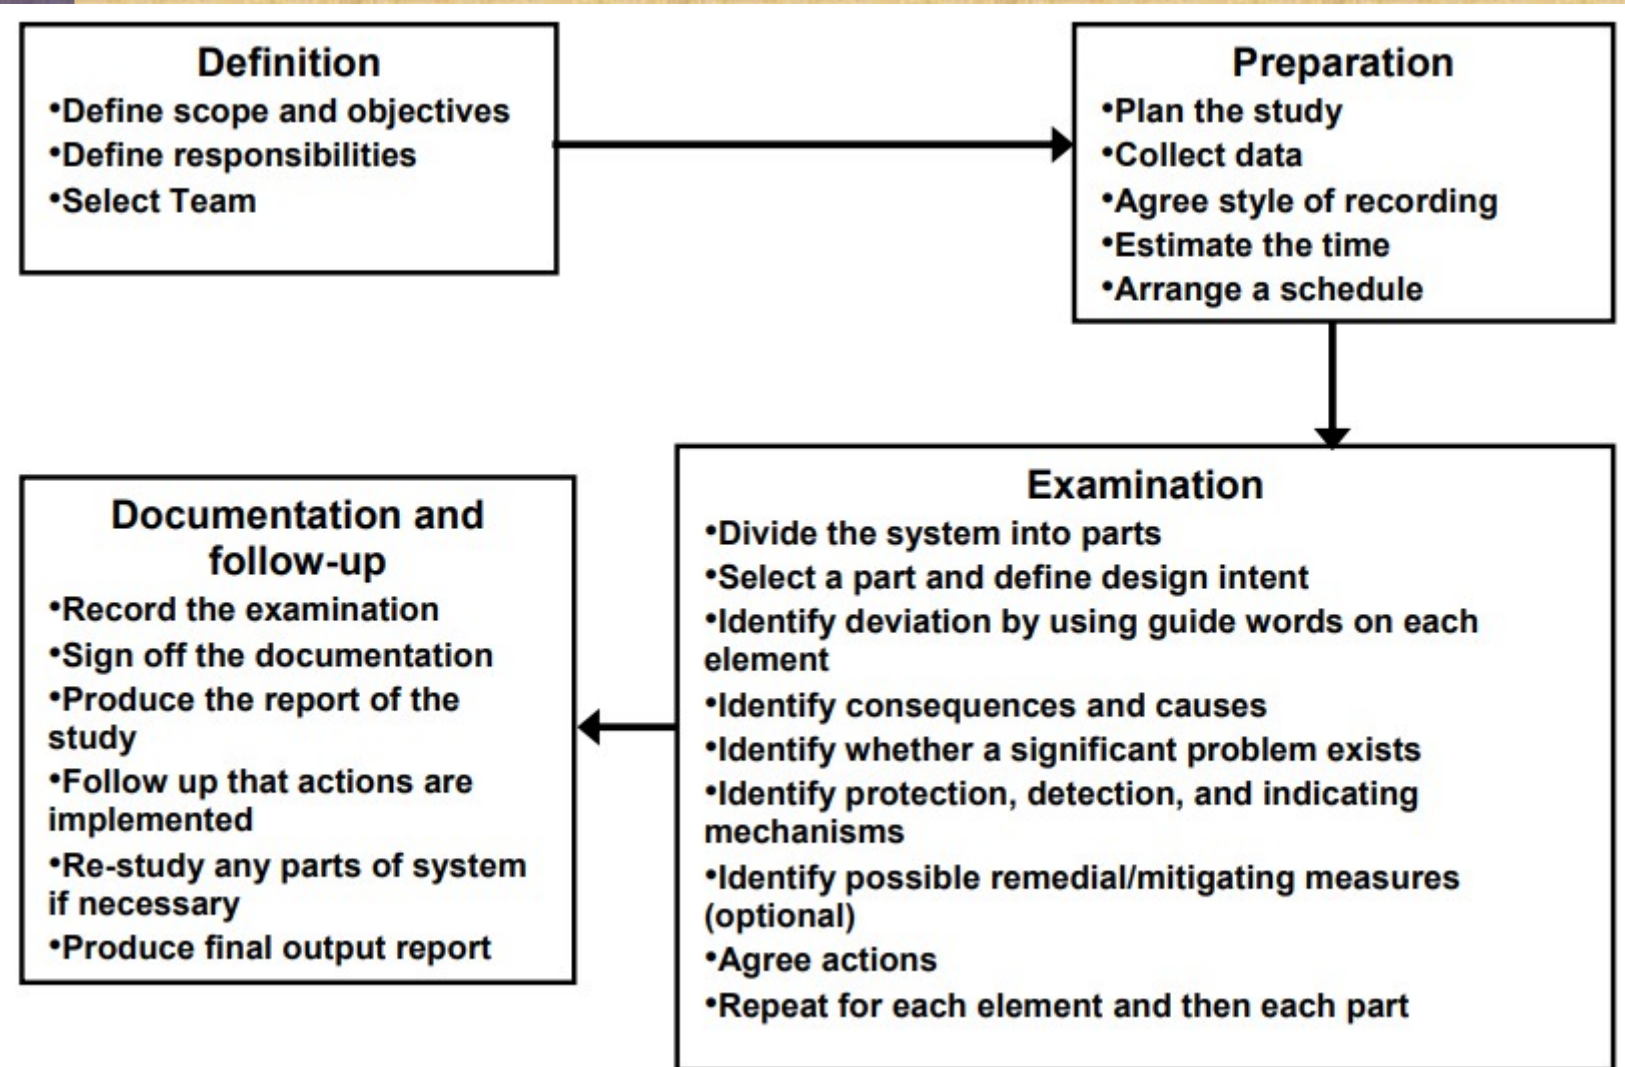 Definition
•Define scope and objectives
•Define responsibilities
•Select Team
Preparation
•Plan the study
•Collect data
•Agree style of recording
•Estimate the time
•Arrange a schedule
Examination
•Divide the system into parts
•Select a part and define design intent
•Identify deviation by using guide words on each
element
•Identify consequences and causes
•Identify whether a significant problem exists
•Identify protection, detection, and indicating
mechanisms
•Identify possible remedial/mitigating measures
(optional)
•Agree actions
•Repeat for each element and then each part
Documentation and
follow-up
•Record the examination
•Sign off the documentation
•Produce the report of the
study
•Follow up that actions are
implemented
•Re-study any parts of system
if necessary
•Produce final output report